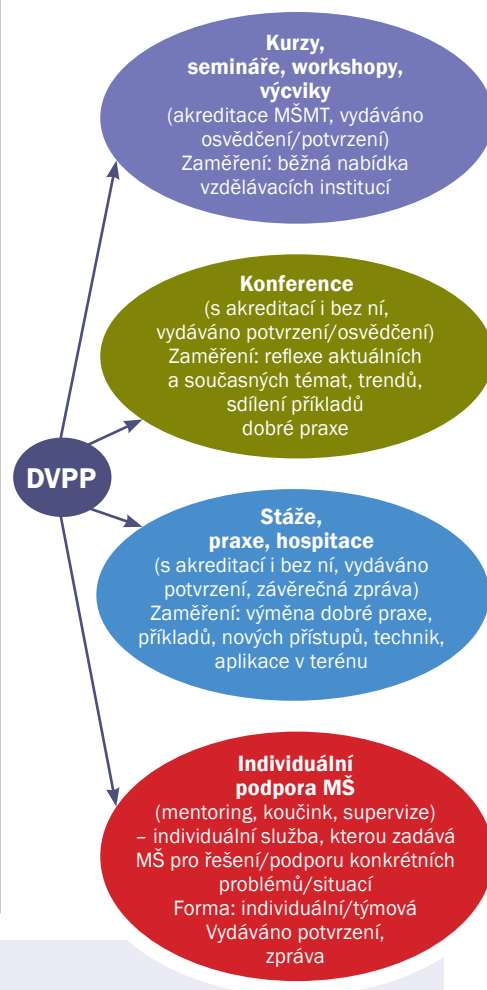 Kurzy,
semináře, workshopy,
výcviky
(akreditace MŠMT, vydáváno
osvědčení/potvrzení)
Zaměření: běžná nabídka
vzdělávacích institucí
Konference
(s akreditací i bez ní,
vydáváno potvrzení/osvědčení)
Zaměření: reflexe aktuálních
a současných témat, trendů,
sdílení příkladů
dobré praxe
DVPP
Stáže,
praxe, hospitace
(s akreditací i bez ní, vydáváno
potvrzení, závěrečná zpráva)
Zaměření: výměna dobré praxe,
příkladů, nových přístupů, technik,
aplikace v terénu
Individuální
podpora MŠ
(mentoring, koučink, supervize)
– individuální služba, kterou zadává
MŠ pro řešení/podporu konkrétních
problémů/situací
Forma: individuální/týmová
Vydáváno potvrzení,
zpráva